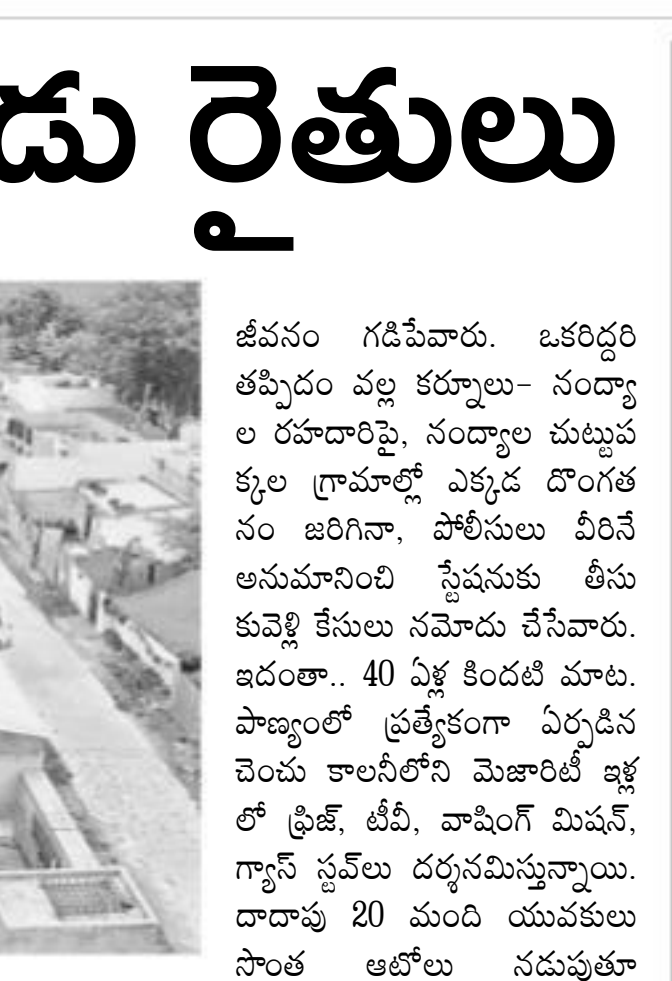 డు రైతులు
జీవనం గడిపేవారు. ఒకరిద్దరి
తప్పిదం వల్ల కర్నూలు- నంద్యా
ల రహదారిపై, నంద్యాల చుట్టుప
క్కల గ్రామాల్లో ఎక్కడ దొంగత
నం జరిగినా, పోలీసులు వీరినే
అనుమానించి స్టేషనుకు తీసు
కువెళ్లి కేసులు నమోదు చేసేవారు.
ఇదంతా.. 40 ఏళ్ల కిందటి మాట.
పాణ్యంలో ప్రత్యేకంగా ఏర్పడిన
చెంచు కాలనీలోని మెజారిటీ ఇళ్ల
లో ఫ్రిజ్, టీవీ, వాషింగ్ మిషన్,
గ్యాస్ స్టవ్‌లు దర్శనమిస్తున్నాయి.
దాదాపు 20 మంది యువకులు
సొంత ఆటోలు నడుపుతూ